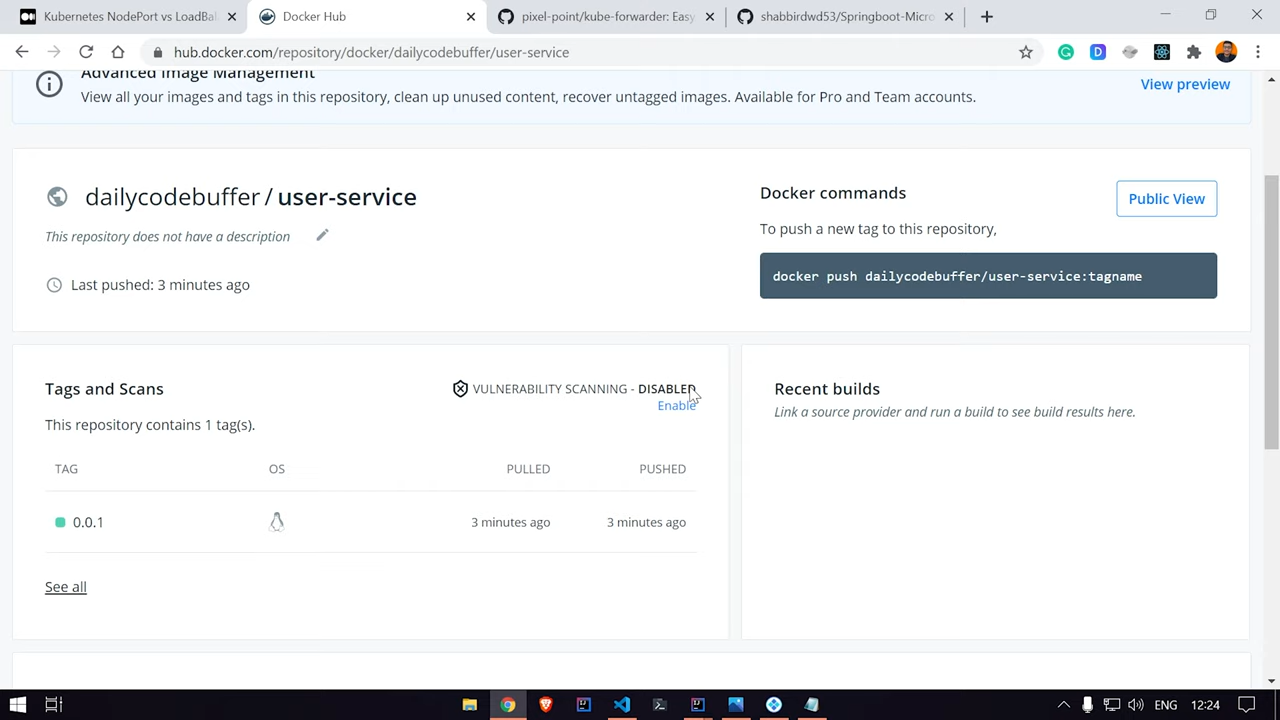 Kubernetes NodePort vs LoadBal
Docker Hub
pixel-point/kube-forwarder: Easy
shabbirdwd53/Springboot-Micro
hub.docker.com/repository/docker/dailycodebuffer/user-service
Advanced Image Management
View all your images and tags in this repository, clean up unused content, recover untagged images. Available for Pro and Team accounts.
View preview
dailycodebuffer / user-service
This repository does not have a description
Last pushed: 3 minutes ago
Docker commands
Public View
To push a new tag to this repository,
docker push dailycodebuffer/user-service:tagname
Tags and Scans
VULNERABILITY SCANNING - DISABLED
Enable
This repository contains 1 tag(s).
TAG OS PULLED PUSHED
0.0.1 3 minutes ago 3 minutes ago
See all
Recent builds
Link a source provider and run a build to see build results here.
ENG 12:24